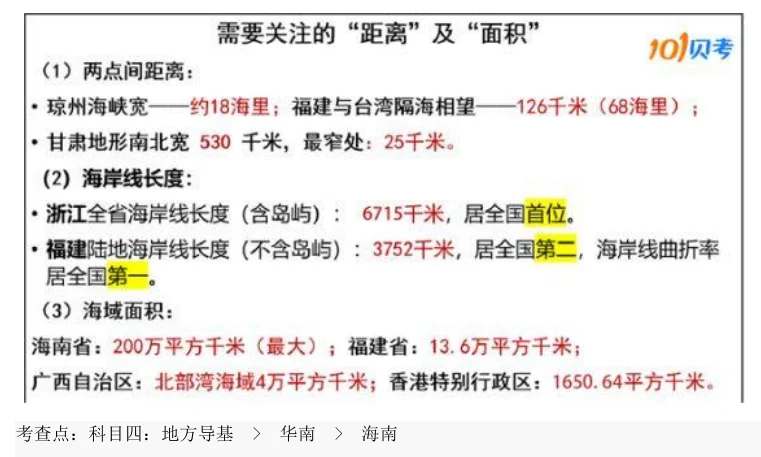 需要关注的“距离”及“面积”
101贝考
（1）两点间距离：
• 琼州海峡宽——约18海里；福建与台湾隔海相望——126千米（68海里）；
• 甘肃地形南北宽 530 千米，最窄处：25千米。
（2）海岸线长度：
• 浙江全省海岸线长度（含岛屿）： 6715千米，居全国首位。
• 福建陆地海岸线长度（不含岛屿）：3752千米，居全国第二，海岸线曲折率
居全国第一。
（3）海域面积：
海南省：200万平方千米（最大）；福建省：13.6万平方千米；
广西自治区：北部湾海域4万平方千米；香港特别行政区：1650.64平方千米。
考查点：科目四：地方导基 > 华南 > 海南